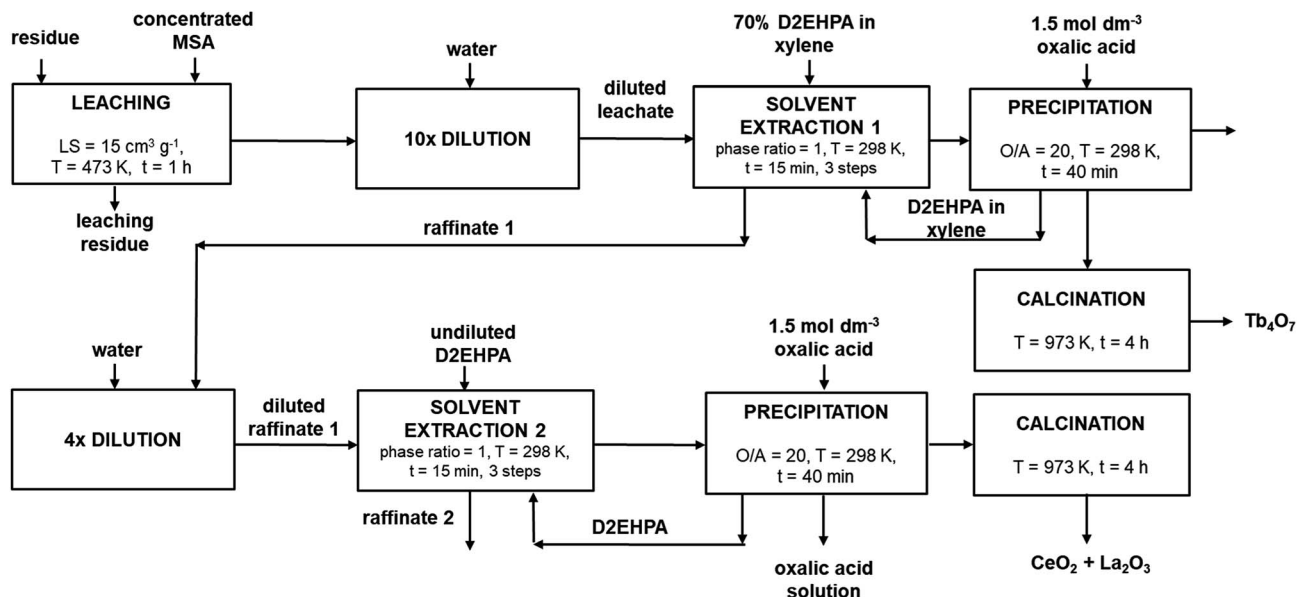 residue
concentrated
MSA
LEACHING
LS = 15 cm³ g⁻¹,
T = 473 K, t = 1 h
leaching
residue
water
10x DILUTION
diluted
leachate
70% D2EHPA in
xylene
SOLVENT
EXTRACTION 1
phase ratio = 1, T = 298 K,
t = 15 min, 3 steps
1.5 mol dm⁻³
oxalic acid
PRECIPITATION
O/A = 20, T = 298 K,
t = 40 min
D2EHPA in
xylene
raffinate 1
CALCINATION
T = 973 K, t = 4 h
Tb₄O₇
water
4x DILUTION
diluted
raffinate 1
undiluted
D2EHPA
SOLVENT
EXTRACTION 2
phase ratio = 1, T = 298 K,
t = 15 min, 3 steps
raffinate 2
D2EHPA
1.5 mol dm⁻³
oxalic acid
PRECIPITATION
O/A = 20, T = 298 K,
t = 40 min
oxalic acid
solution
CALCINATION
T = 973 K, t = 4 h
CeO₂ + La₂O₃